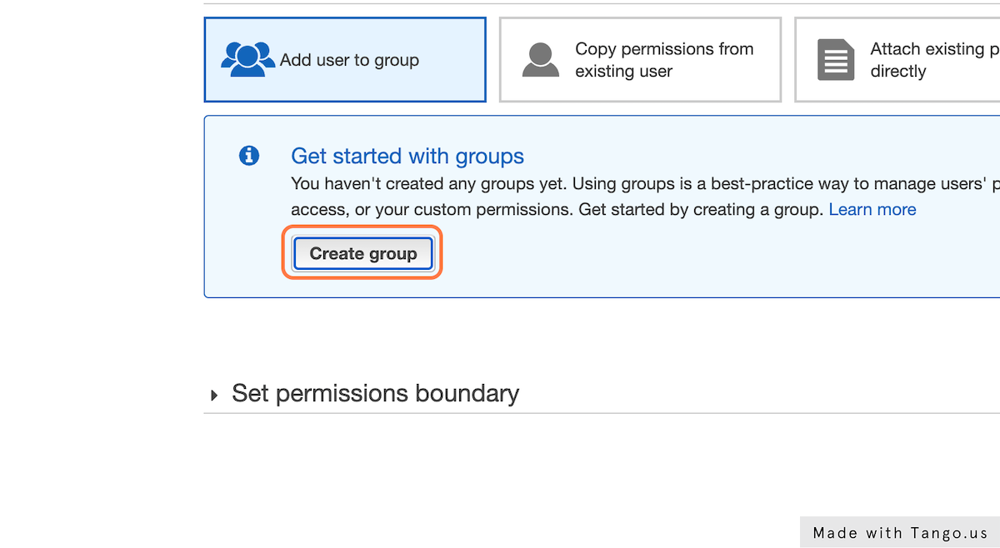 Add user to group
Copy permissions from
existing user
Attach existing p
directly
Get started with groups
You haven't created any groups yet. Using groups is a best-practice way to manage users' p
access, or your custom permissions. Get started by creating a group. Learn more
Create group
Set permissions boundary
Made with Tango.us